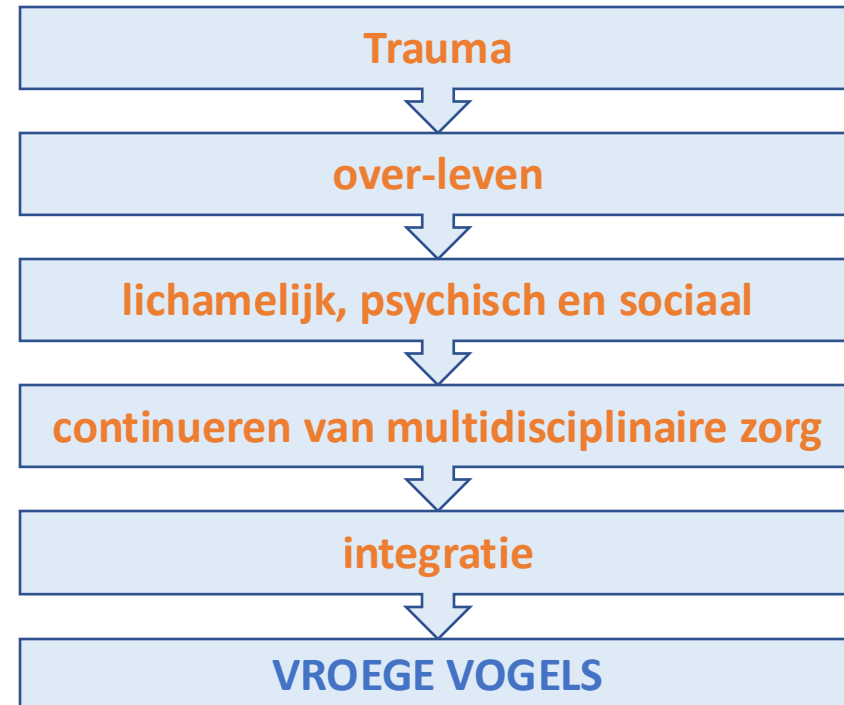 Trauma
over-leven
lichamelijk, psychisch en sociaal
continueren van multidisciplinaire zorg
integratie
VROEGE VOGELS